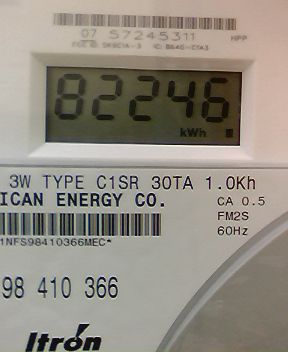 07 57245311
HPP
82246
kWh
3W TYPE C1SR 30TA 1.0Kh
ICAN ENERGY CO.
CA 0.5
FM2S
60Hz
1NFS98410366MEC*
98 410 366
Itron